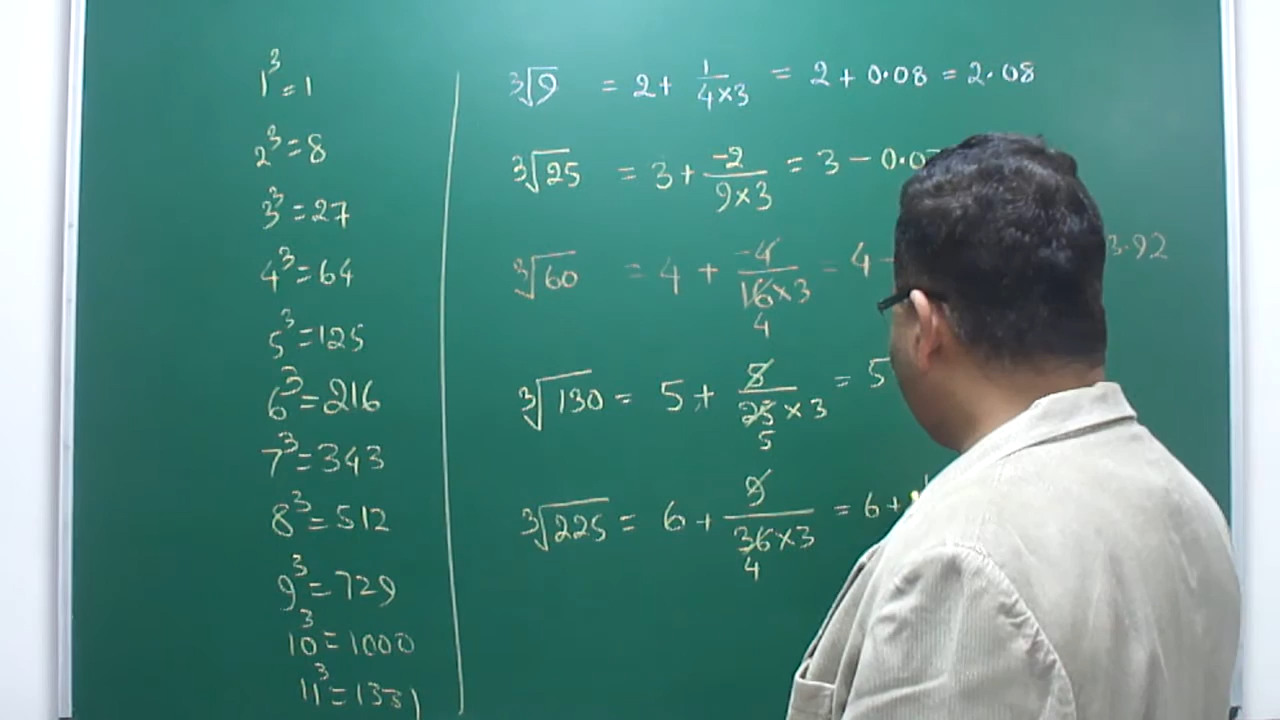 1³ = 1
2³ = 8
3³ = 27
4³ = 64
5³ = 125
6³ = 216
7³ = 343
8³ = 512
9³ = 729
10³ = 1000
11³ = 1331
∛9 = 2 + 1/(4×3) = 2 + 0.08 = 2.08
∛25 = 3 + -2/(9×3) = 3 - 0.0
∛60 = 4 + -4/(16×3) = 4 - 3.92
4
∛130 = 5 + 5/(25×3) = 5
5
∛225 = 6 + 9/(36×3) = 6 +
4